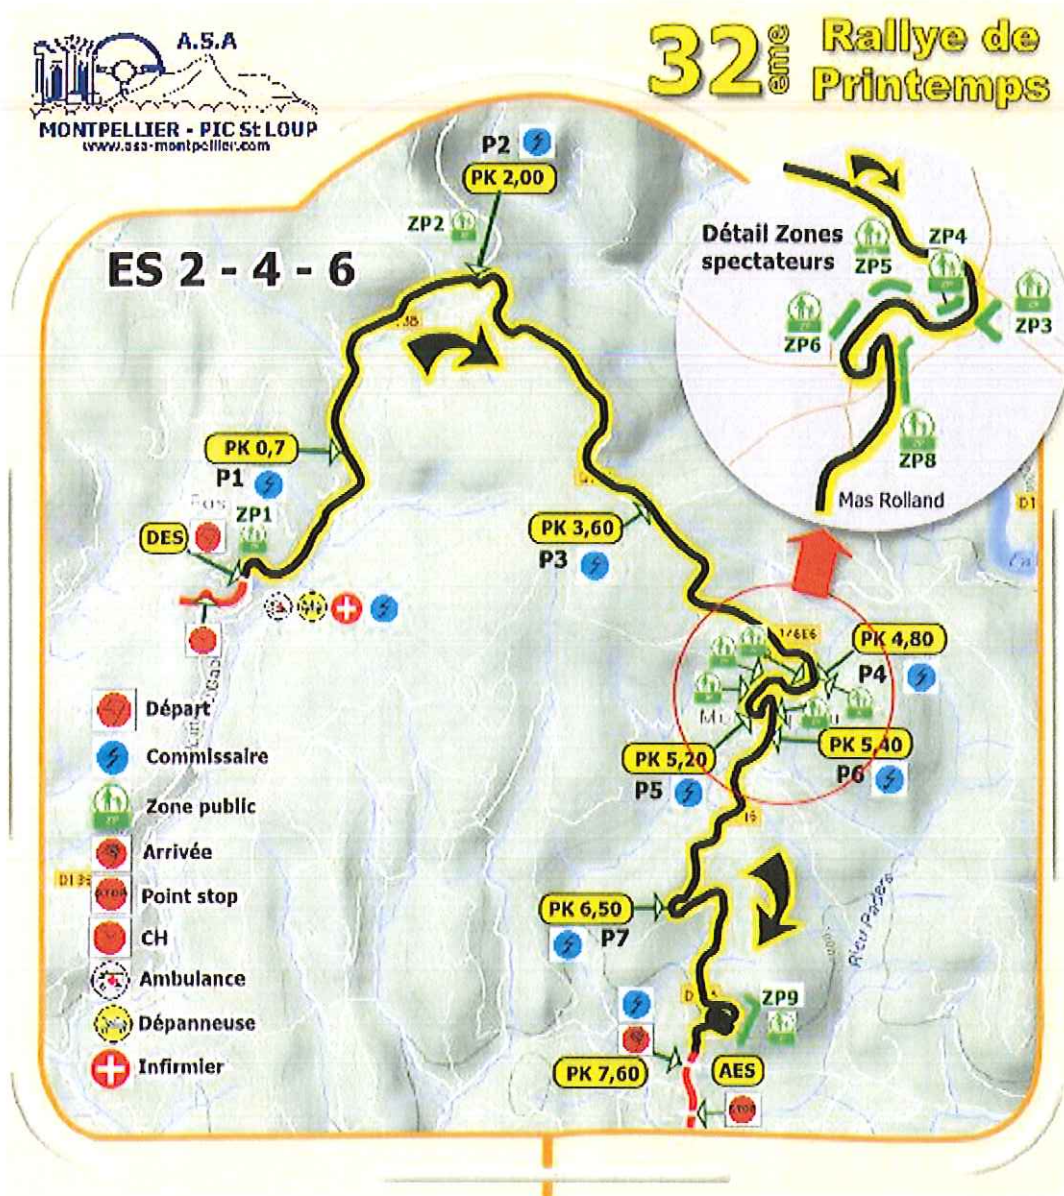 A.S.A
MONTPELLIER - PIC St LOUP
www.asa-montpellier.com
32ème Rallye de
Printemps
P2
PK 2,00
ZP2
ES 2 - 4 - 6
Détail Zones
spectateurs
ZP4
ZP5
ZP3
ZP6
ZP8
Mas Rolland
PK 0,7
P1
ZP1
DES
PK 3,60
P3
PK 4,80
P4
PK 5,20
P5
PK 5,40
P6
Départ
Commissaire
Zone public
Arrivée
Point stop
CH
Ambulance
Dépanneuse
Infirmier
PK 6,50
P7
Rieu Pader
ZP9
PK 7,60
AES
STOP